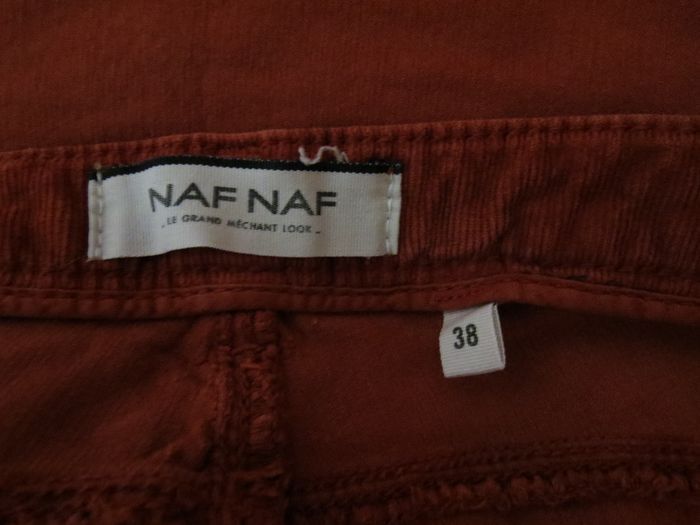 NAF NAF
- LE GRAND MÉCHANT LOOK -
38